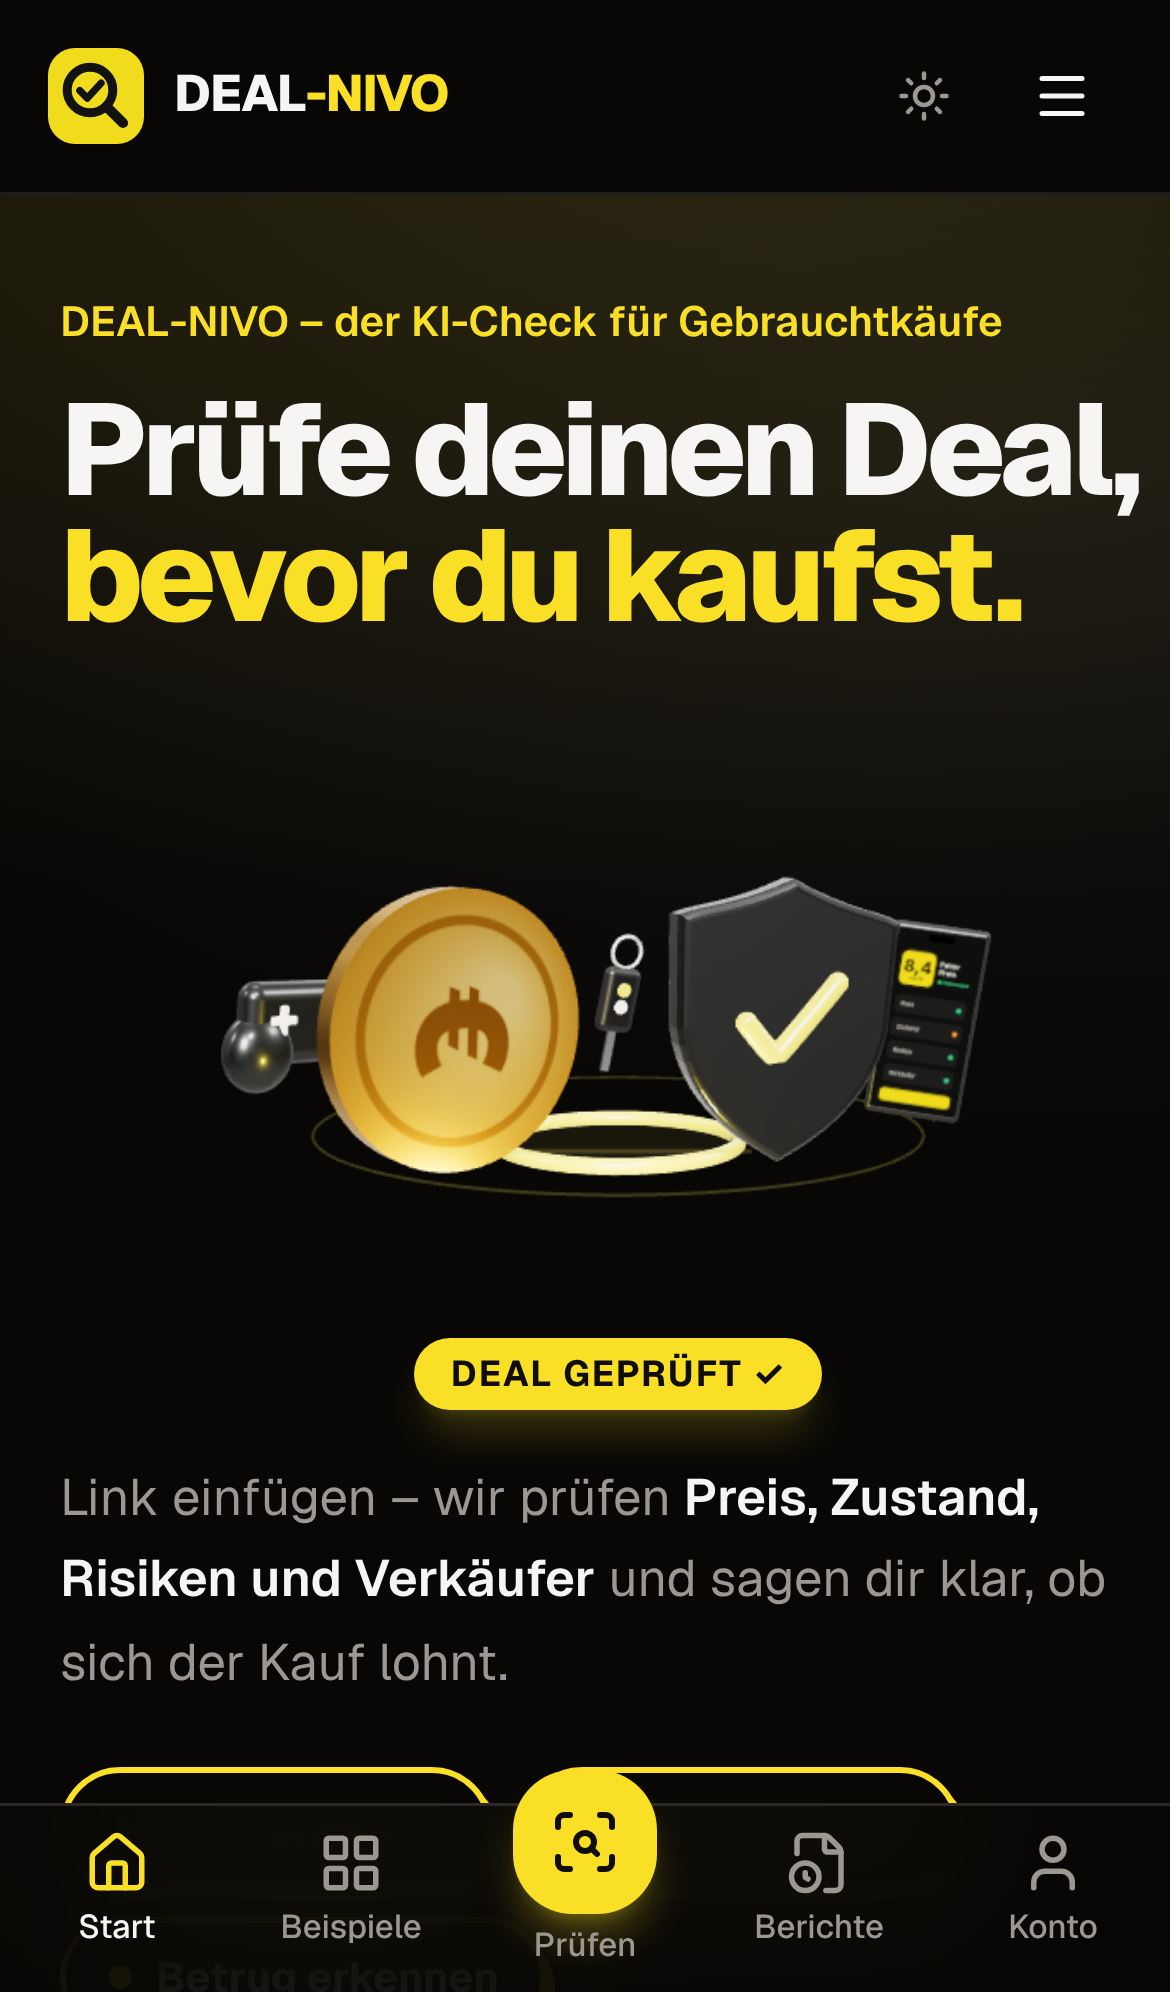 DEAL-NIVO
DEAL-NIVO – der KI-Check für Gebrauchtkäufe
Prüfe deinen Deal,
bevor du kaufst.
8,4
DEAL GEPRÜFT ✓
Link einfügen – wir prüfen Preis, Zustand,
Risiken und Verkäufer und sagen dir klar, ob
sich der Kauf lohnt.
Start
Beispiele
Prüfen
Berichte
Konto
Betrug erkennen